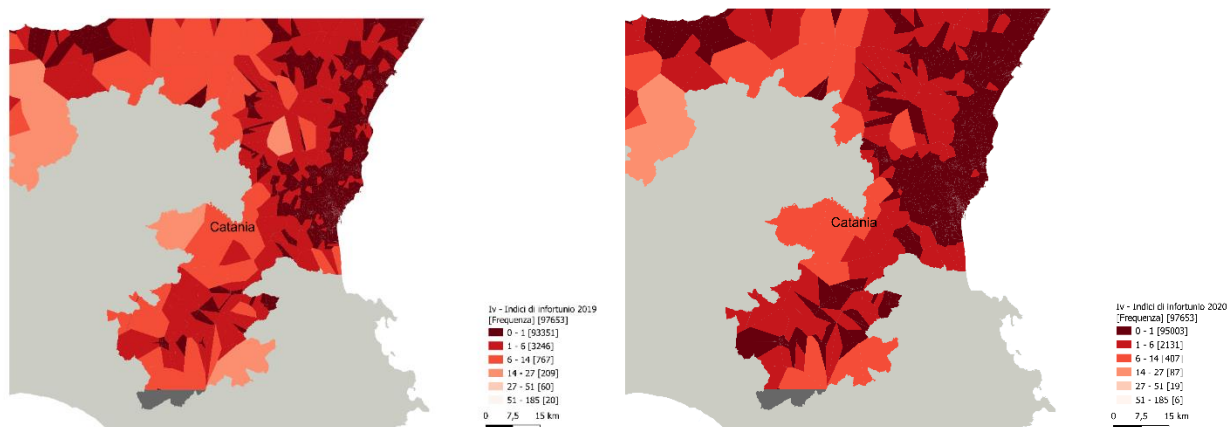 Catania
Iv - Indici di infortunio 2019
[Frequenza] [97653]
0 - 1 [93351]
1 - 6 [3246]
6 - 14 [767]
14 - 27 [209]
27 - 51 [60]
51 - 185 [20]
0 7,5 15 km
Catania
Iv - Indici di infortunio 2020
[Frequenza] [97653]
0 - 1 [95003]
1 - 6 [2131]
6 - 14 [407]
14 - 27 [87]
27 - 51 [19]
51 - 185 [6]
0 7,5 15 km